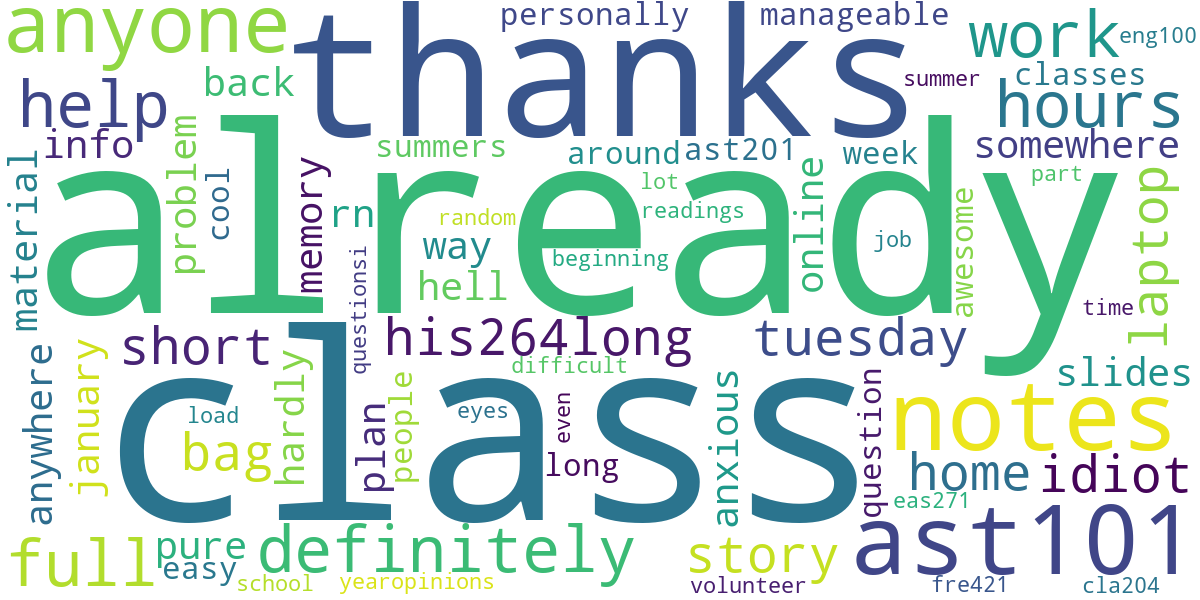 anyone
thanks
personally
manageable
work
eng100
back
summer
classes
help
hours
info
problem
cool
memory
summers
around
ast201
week
somewhere
material
already
rn
random
lot
readings
online
part
laptop
way
job
awesome
beginning
hell
questionsi
time
short
his264long
tuesday
difficult
slides
anywhere
january
class
hardly
load
bag
plan
people
eyes
even
long
anxious
question
notes
home
idiot
eas271
ast101
full
pure
easy
definitely
story
school
yearopinions
volunteer
fre421
cla204